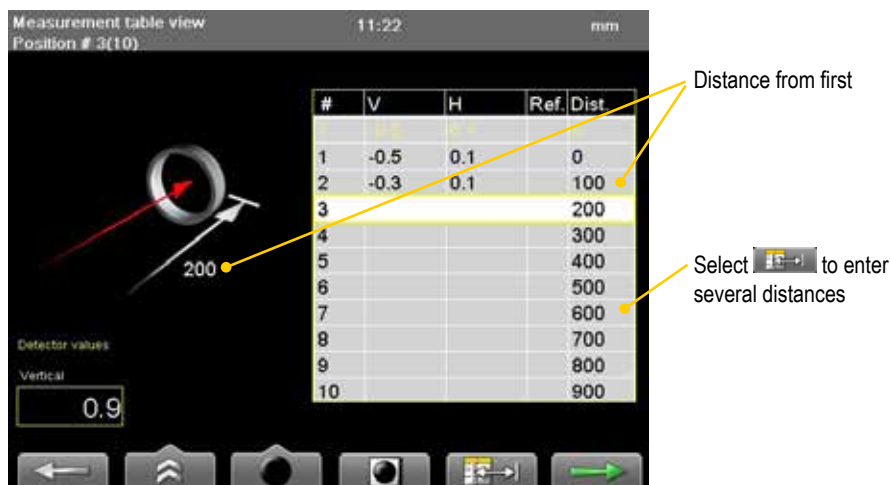 Measurement table view
11:22
mm
Position # 3(10)
Distance from first
# V H Ref. Dist.
1 -0.5 0.1 0
2 -0.3 0.1 100
3 200
4 300
5 400
6 500
7 600
8 700
9 800
10 900
200
Select to enter
several distances
Detector values
Vertical
0.9